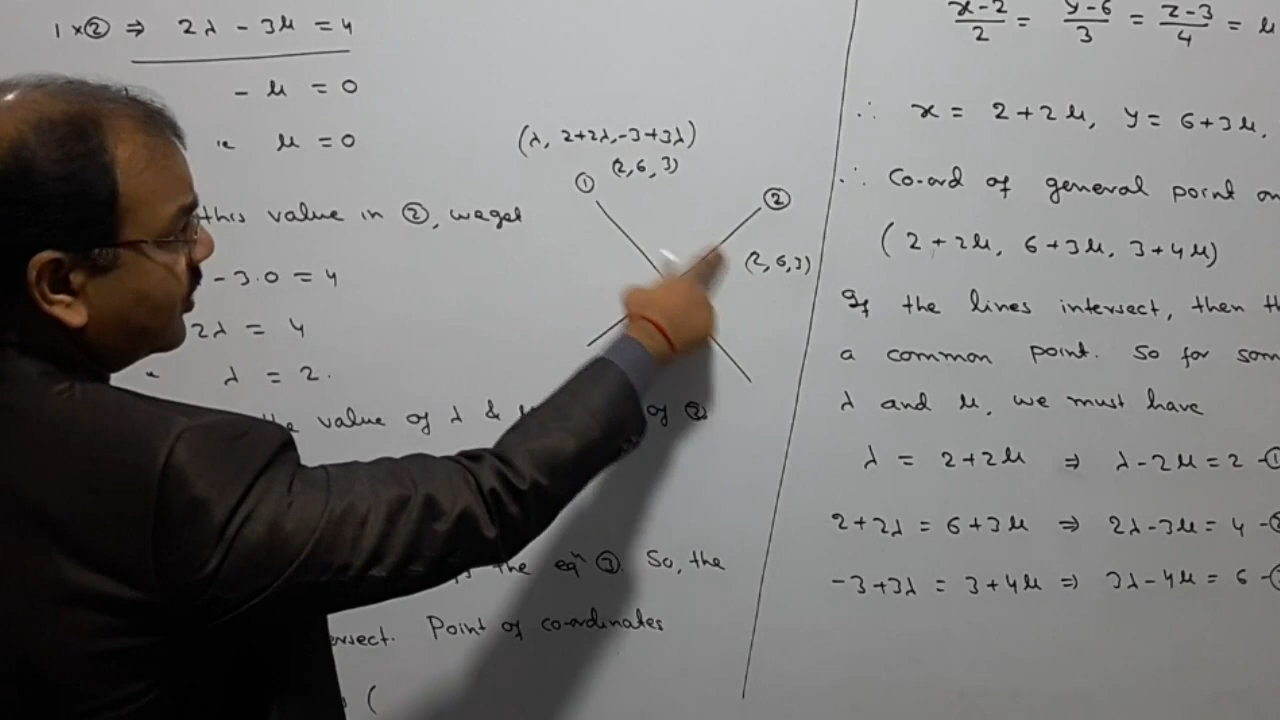 1 × ② ⇒ 2λ - 3μ = 4
- μ = 0
μ = 0
this value in ②, we get
- 3.0 = 4
2λ = 4
λ = 2.
value of λ & of ③
the eqⁿ ③. So, the
Point of co-ordinates
(
(λ, 2+2λ, -3+3λ)
(2, 6, 3)
①
②
(2, 6, 3)
x-2/2 = y-6/3 = z-3/4 = μ
∴ x = 2+2μ, y = 6+3μ,
∴ Co-ord of general point on
(2+2μ, 6+3μ, 3+4μ)
If the lines intersect, then
a common point. So for
λ and μ, we must have
λ = 2+2μ ⇒ λ-2μ = 2 - ①
2+2λ = 6+3μ ⇒ 2λ-3μ = 4 -
-3+3λ = 3+4μ ⇒ 3λ-4μ = 6 -